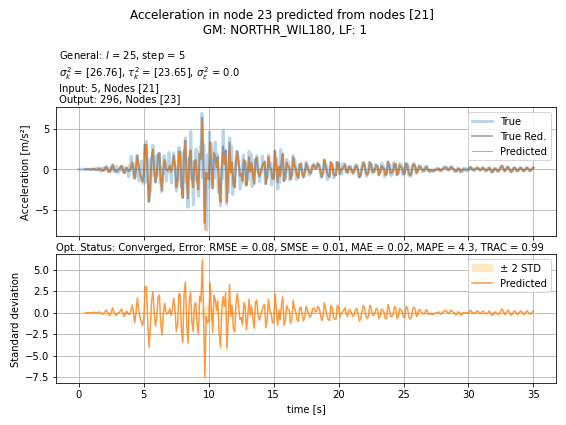 Acceleration in node 23 predicted from nodes [21]
GM: NORTHR_WIL180, LF: 1
General: l = 25, step = 5
σ²ₖ = [26.76], τ²ₖ = [23.65], σ²ε = 0.0
Input: 5, Nodes [21]
Output: 296, Nodes [23]
Acceleration [m/s²]
5
0
−5
True
True Red.
Predicted
Opt. Status: Converged, Error: RMSE = 0.08, SMSE = 0.01, MAE = 0.02, MAPE = 4.3, TRAC = 0.99
Standard deviation
5.0
2.5
0.0
−2.5
−5.0
−7.5
± 2 STD
Predicted
0 5 10 15 20 25 30 35
time [s]